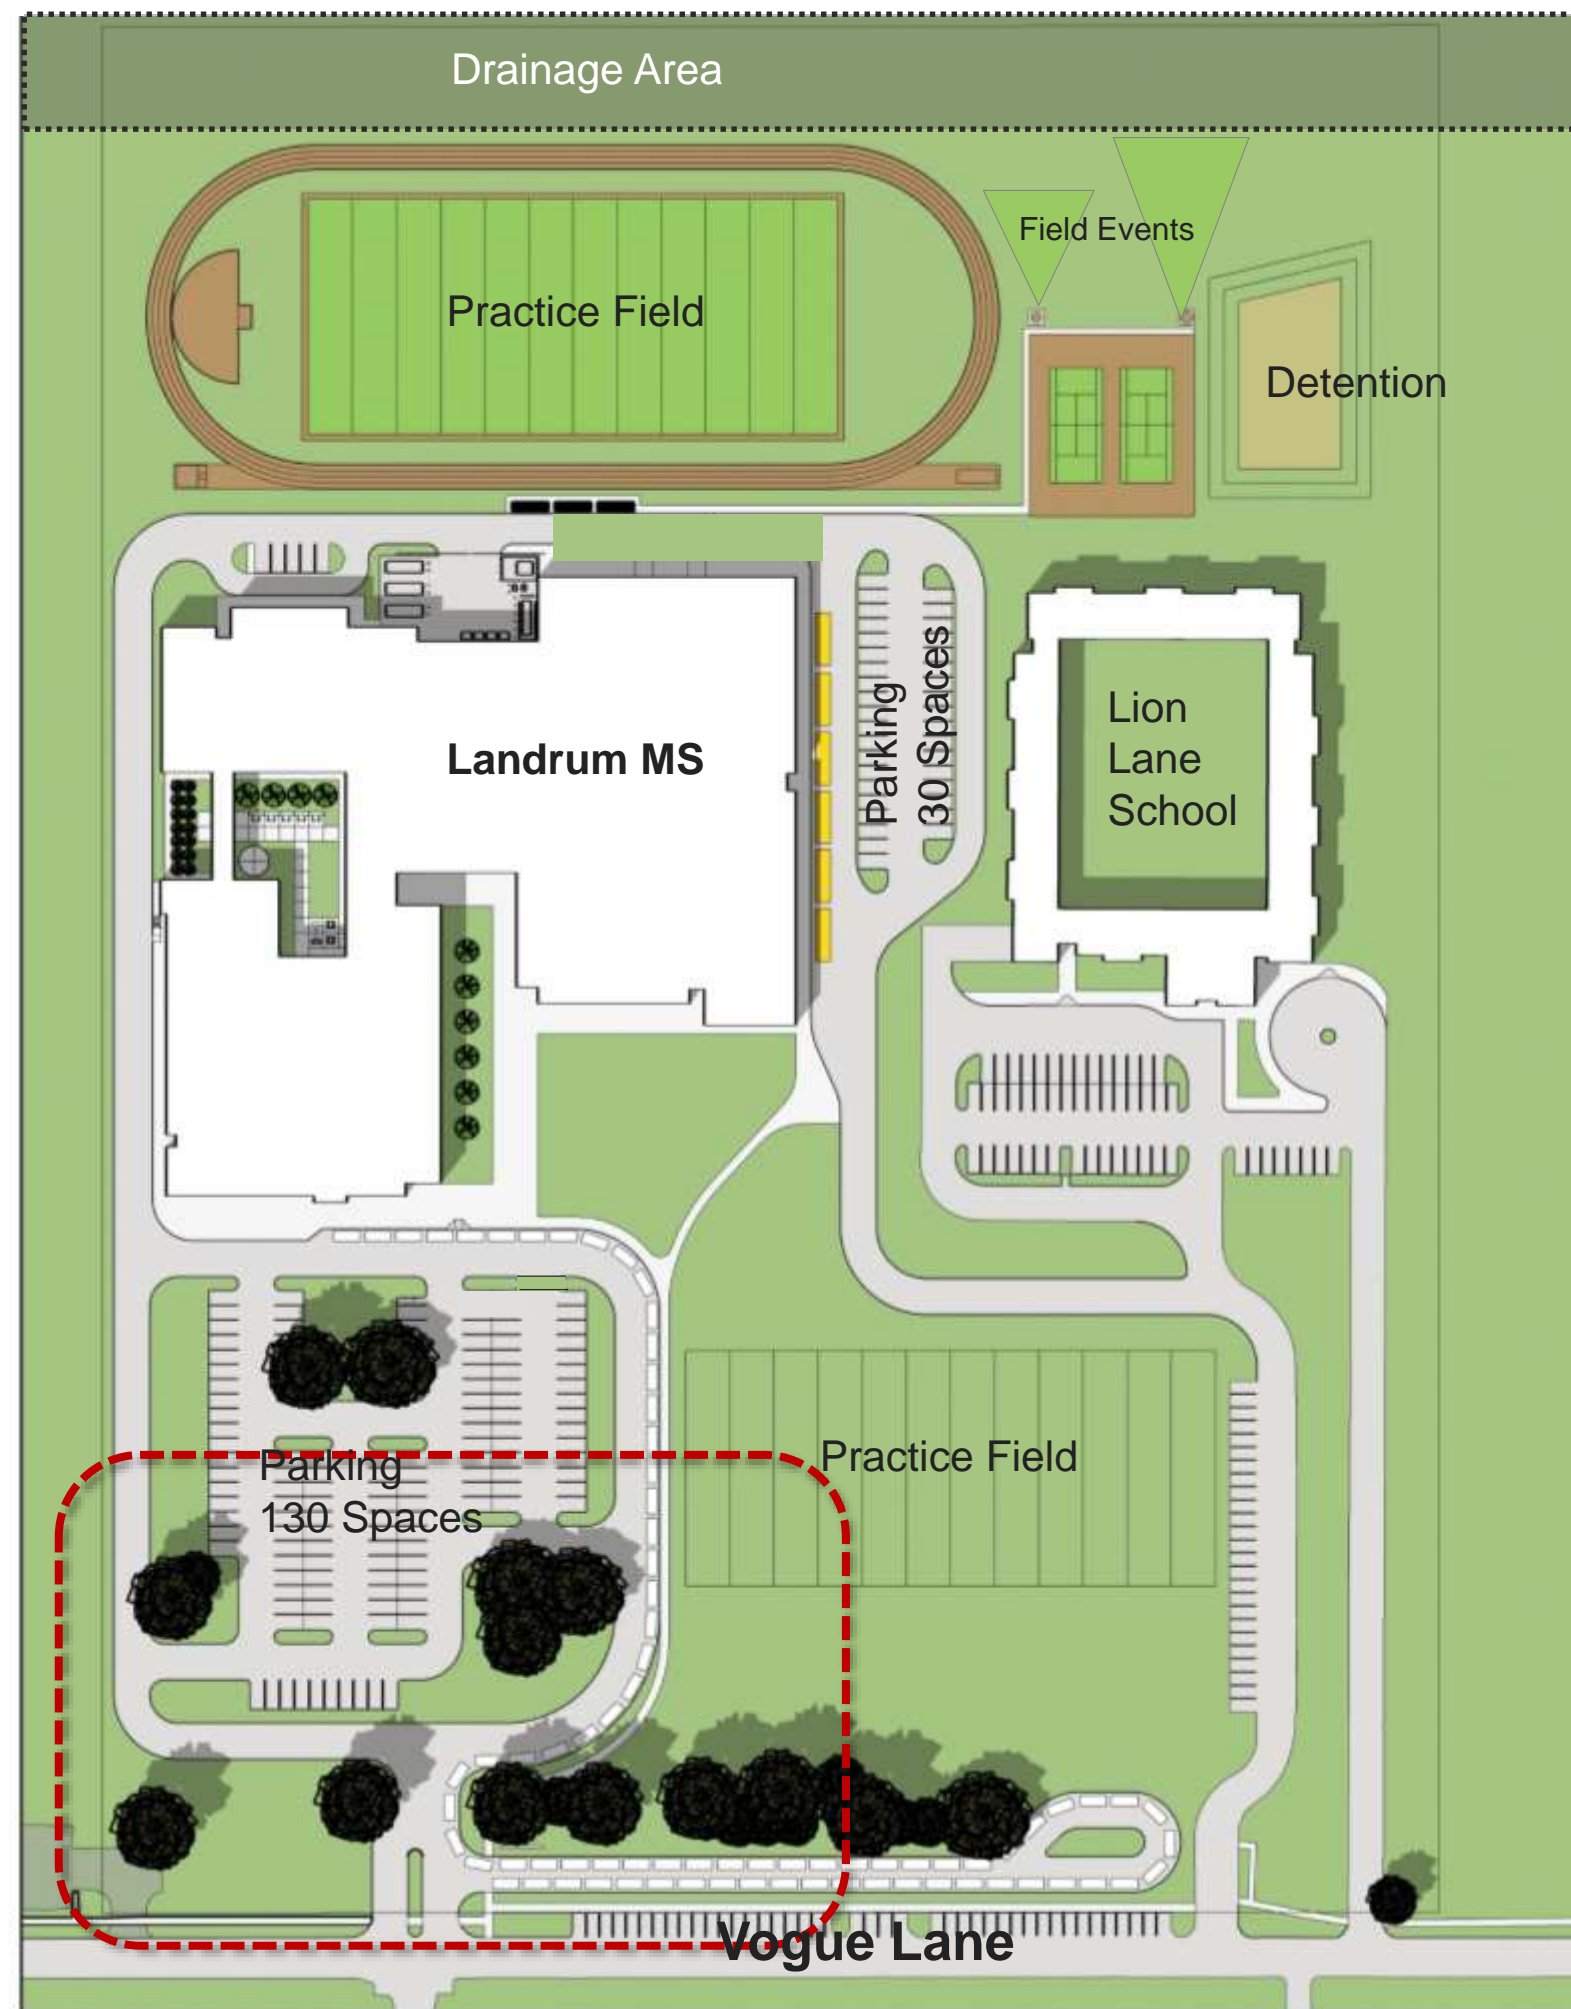 Drainage Area
Field Events
Practice Field
Detention
Parking
30 Spaces
Lion
Lane
School
Landrum MS
Practice Field
Parking
130 Spaces
Vogue Lane